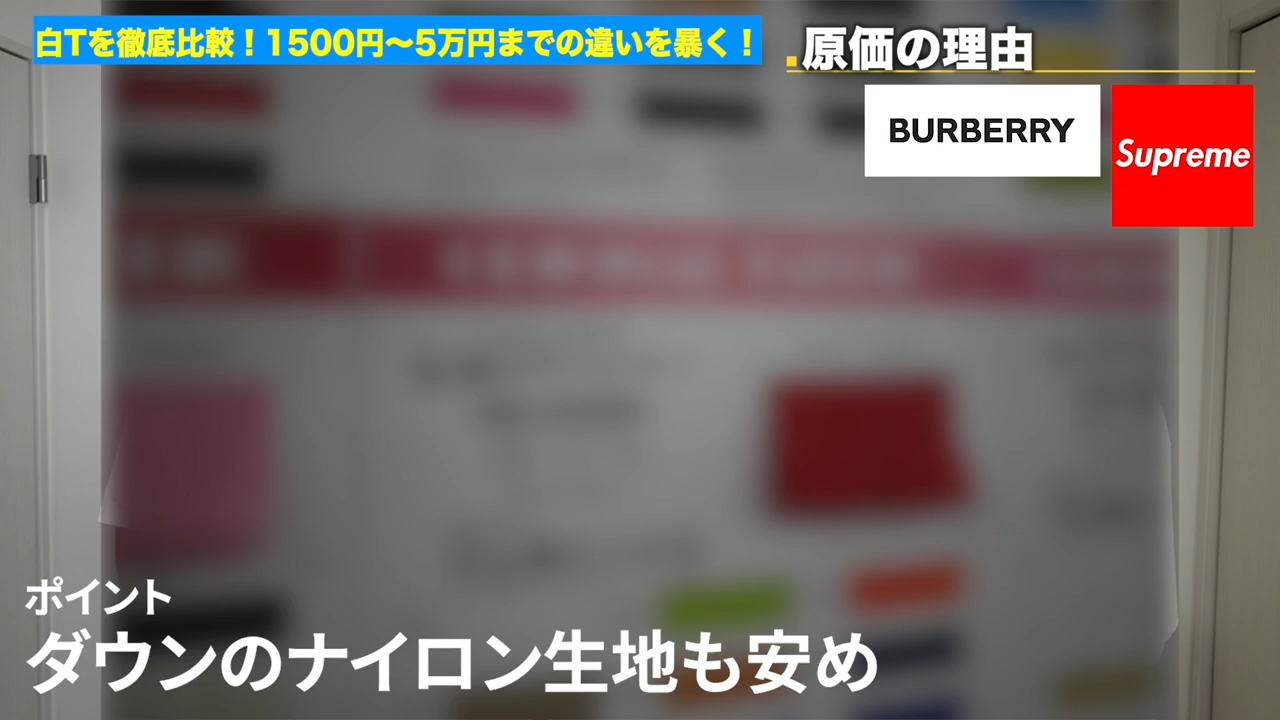 白Tを徹底比較！1500円～5万円までの違いを暴く！
.原価の理由
BURBERRY
Supreme
ポイント
ダウンのナイロン生地も安め